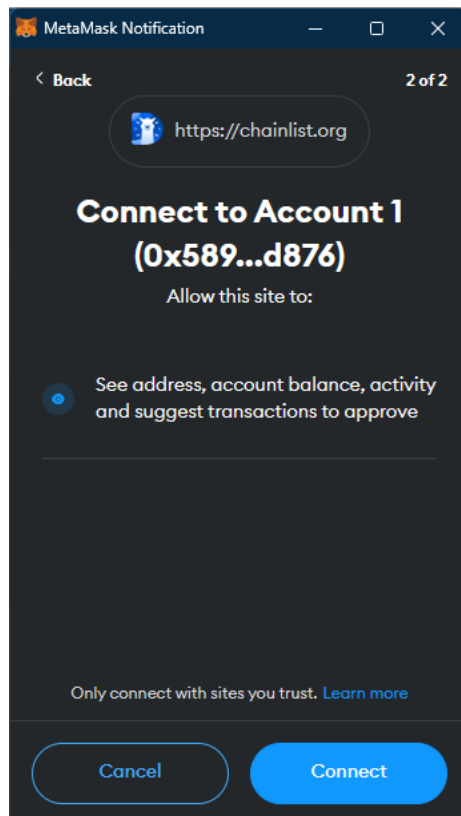 MetaMask Notification
Back
2 of 2
https://chainlist.org
Connect to Account 1
(0x589...d876)
Allow this site to:
See address, account balance, activity
and suggest transactions to approve
Only connect with sites you trust. Learn more
Cancel
Connect